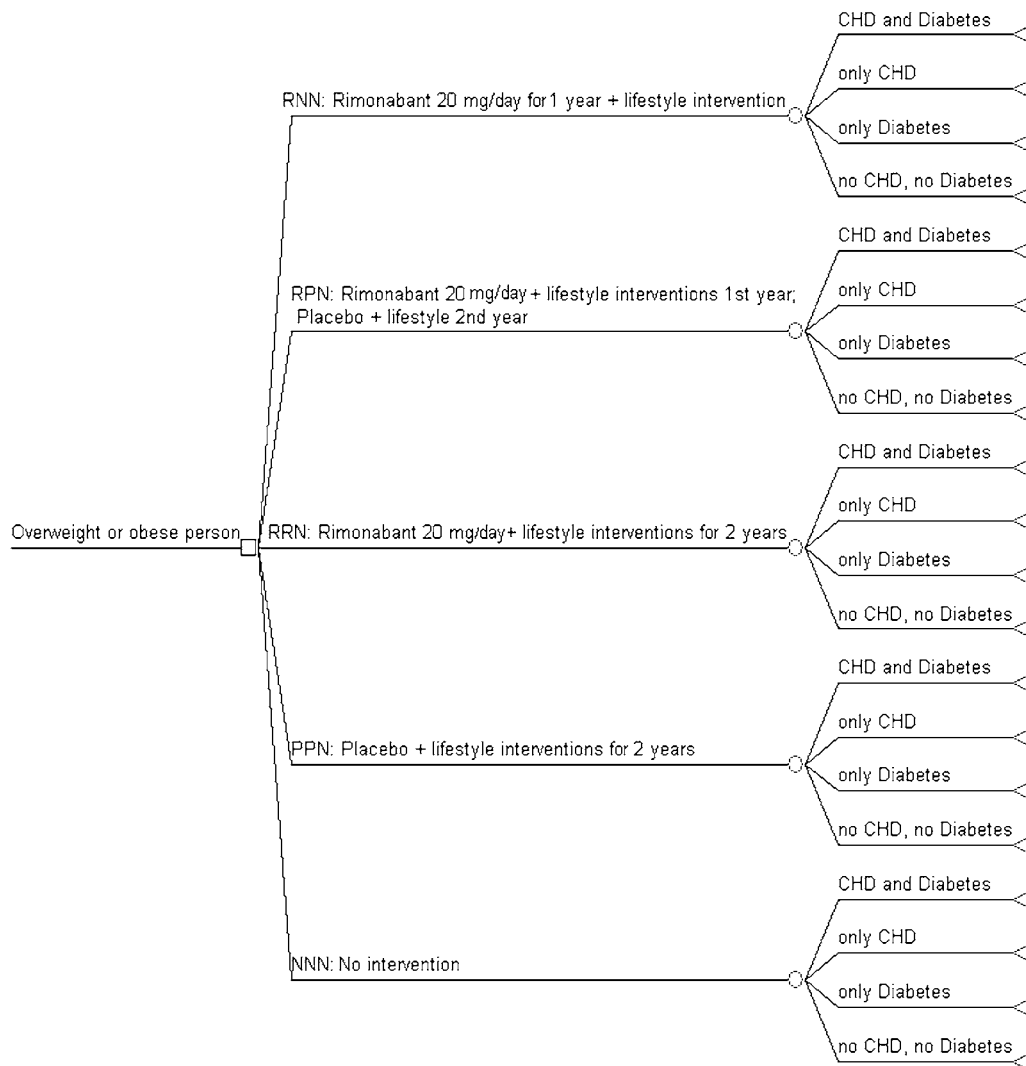 CHD and Diabetes
only CHD
RNN: Rimonabant 20 mg/day for 1 year + lifestyle intervention
only Diabetes
no CHD, no Diabetes
CHD and Diabetes
only CHD
RPN: Rimonabant 20 mg/day + lifestyle interventions 1st year;
Placebo + lifestyle 2nd year
only Diabetes
no CHD, no Diabetes
CHD and Diabetes
only CHD
Overweight or obese person
RRN: Rimonabant 20 mg/day+ lifestyle interventions for 2 years
only Diabetes
no CHD, no Diabetes
CHD and Diabetes
only CHD
PPN: Placebo + lifestyle interventions for 2 years
only Diabetes
no CHD, no Diabetes
CHD and Diabetes
only CHD
NNN: No intervention
only Diabetes
no CHD, no Diabetes